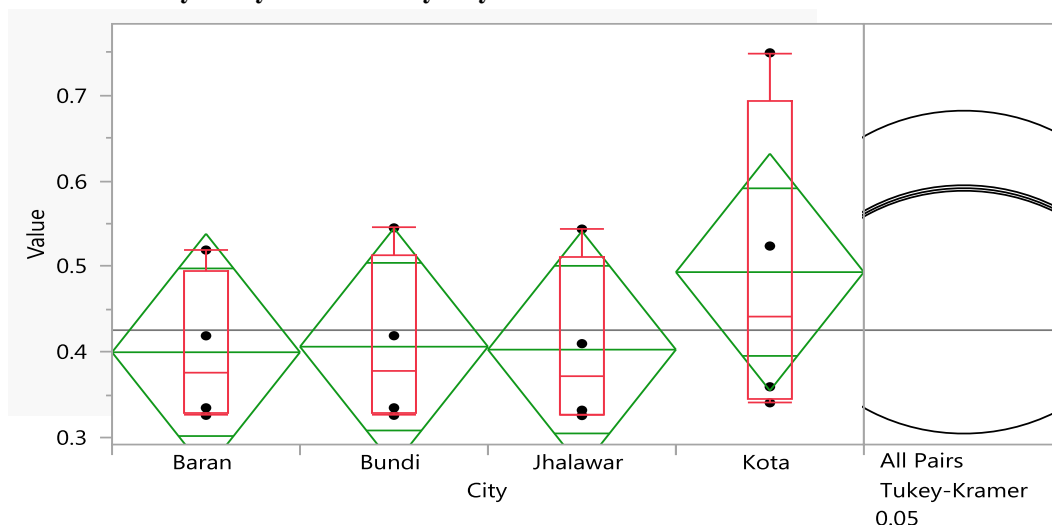 0.7
0.6
0.5
0.4
0.3
Value
Baran
Bundi
Jhalawar
Kota
City
All Pairs
Tukey-Kramer
0.05